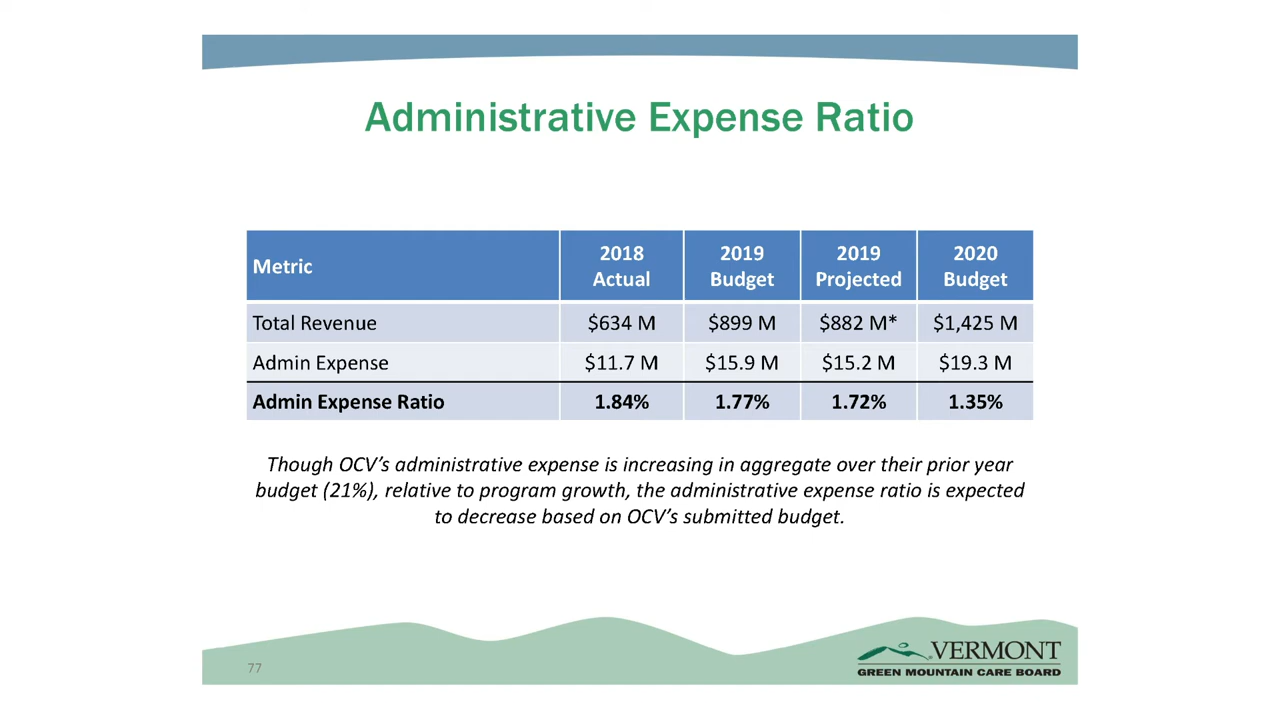 Administrative Expense Ratio
Metric 2018 Actual 2019 Budget 2019 Projected 2020 Budget
Total Revenue $634 M $899 M $882 M* $1,425 M
Admin Expense $11.7 M $15.9 M $15.2 M $19.3 M
Admin Expense Ratio 1.84% 1.77% 1.72% 1.35%
Though OCV’s administrative expense is increasing in aggregate over their prior year
budget (21%), relative to program growth, the administrative expense ratio is expected
to decrease based on OCV’s submitted budget.
77
VERMONT
GREEN MOUNTAIN CARE BOARD